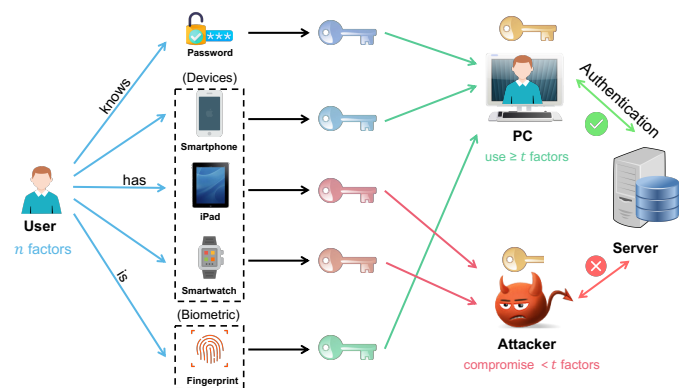 Password
(Devices)
knows
Smartphone
has
iPad
User
n factors
is
Smartwatch
(Biometric)
Fingerprint
PC
use ≥ t factors
Authentication
Server
Attacker
compromise < t factors